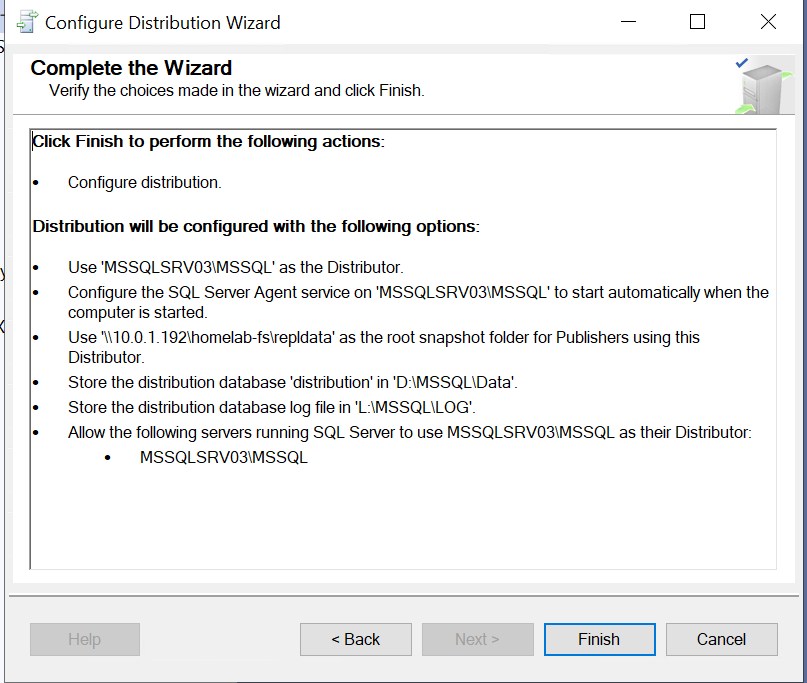 Configure Distribution Wizard
Complete the Wizard
Verify the choices made in the wizard and click Finish.
Click Finish to perform the following actions:
• Configure distribution.
Distribution will be configured with the following options:
• Use 'MSSQLSRV03\MSSQL' as the Distributor.
• Configure the SQL Server Agent service on 'MSSQLSRV03\MSSQL' to start automatically when the
computer is started.
• Use '\\10.0.1.192\homelab-fs\repldata' as the root snapshot folder for Publishers using this
Distributor.
• Store the distribution database 'distribution' in 'D:\MSSQL\Data'.
• Store the distribution database log file in 'L:\MSSQL\LOG'.
• Allow the following servers running SQL Server to use MSSQLSRV03\MSSQL as their Distributor:
• MSSQLSRV03\MSSQL
Help
< Back
Next >
Finish
Cancel